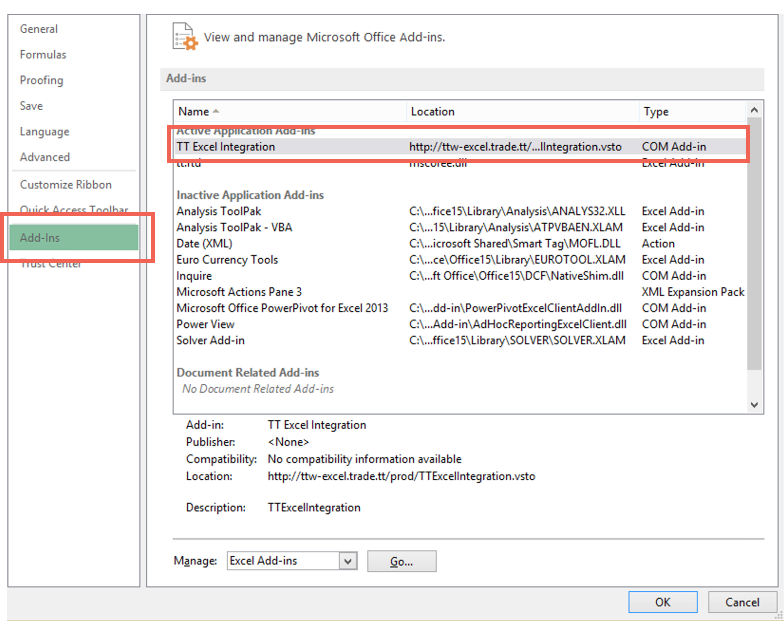 General
Formulas
Proofing
Save
Language
Advanced
Customize Ribbon
Quick Access Toolbar
Add-Ins
Trust Center
View and manage Microsoft Office Add-ins.
Add-ins
Name Location Type
Active Application Add-ins
TT Excel Integration http://ttw-excel.trade.tt/...lIntegration.vsto COM Add-in
tt.rtd mscoree.dll Excel Add-in
Inactive Application Add-ins
Analysis ToolPak C:\...fice15\Library\Analysis\ANALYS32.XLL Excel Add-in
Analysis ToolPak - VBA C:\...15\Library\Analysis\ATPVBAEN.XLAM Excel Add-in
Date (XML) C:\...icrosoft Shared\Smart Tag\MOFL.DLL Action
Euro Currency Tools C:\...ce\Office15\Library\EUROTOOL.XLAM Excel Add-in
Inquire C:\...ft Office\Office15\DCF\NativeShim.dll COM Add-in
Microsoft Actions Pane 3 XML Expansion Pack
Microsoft Office PowerPivot for Excel 2013 C:\...dd-in\PowerPivotExcelClientAddIn.dll COM Add-in
Power View C:\...Add-in\AdHocReportingExcelClient.dll COM Add-in
Solver Add-in C:\...ffice15\Library\SOLVER\SOLVER.XLAM Excel Add-in
Document Related Add-ins
No Document Related Add-ins
Add-in: TT Excel Integration
Publisher: <None>
Compatibility: No compatibility information available
Location: http://ttw-excel.trade.tt/prod/TTExcelIntegration.vsto
Description: TTExcelIntegration
Manage: Excel Add-ins Go...
OK Cancel